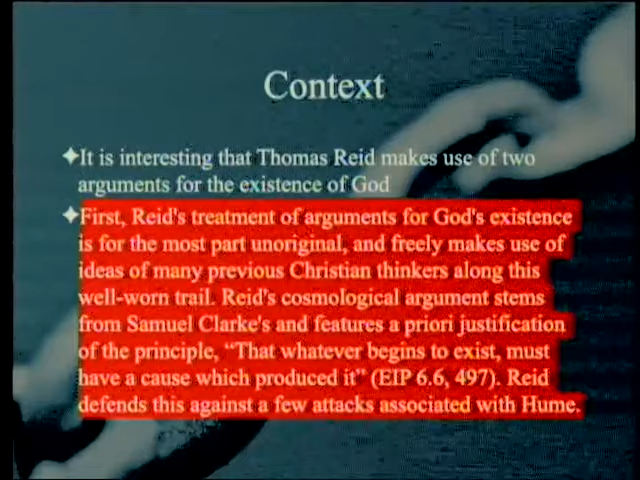 Context
✦It is interesting that Thomas Reid makes use of two
arguments for the existence of God
✦First, Reid's treatment of arguments for God's existence
is for the most part unoriginal, and freely makes use of
ideas of many previous Christian thinkers along this
well-worn trail. Reid's cosmological argument stems
from Samuel Clarke's and features a priori justification
of the principle, “That whatever begins to exist, must
have a cause which produced it” (EIP 6.6, 497). Reid
defends this against a few attacks associated with Hume.